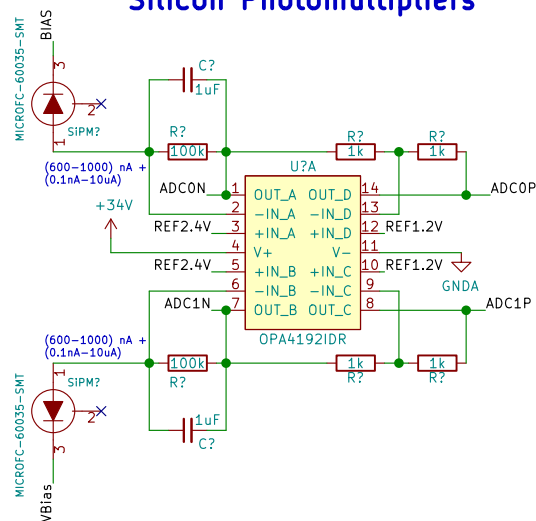 Silicon Photomultipliers
BIAS
MICROFC-60035-SMT
3
2
1
SIPM?
C?
1uF
R?
100k
R?
1k
R?
1k
(600-1000) nA +
(0.1nA-10uA)
U?A
ADC0N
1
OUT_A
OUT_D
14
ADC0P
2
-IN_A
-IN_D
13
REF2.4V
3
+IN_A
+IN_D
12
REF1.2V
+34V
4
V+
V-
11
GNDA
REF2.4V
5
+IN_B
+IN_C
10
REF1.2V
6
-IN_B
-IN_C
9
ADC1N
7
OUT_B
OUT_C
8
ADC1P
OPA4192IDR
(600-1000) nA +
(0.1nA-10uA)
100k
R?
1k
R?
1k
R?
1
SIPM?
2
3
MICROFC-60035-SMT
1uF
C?
VBias